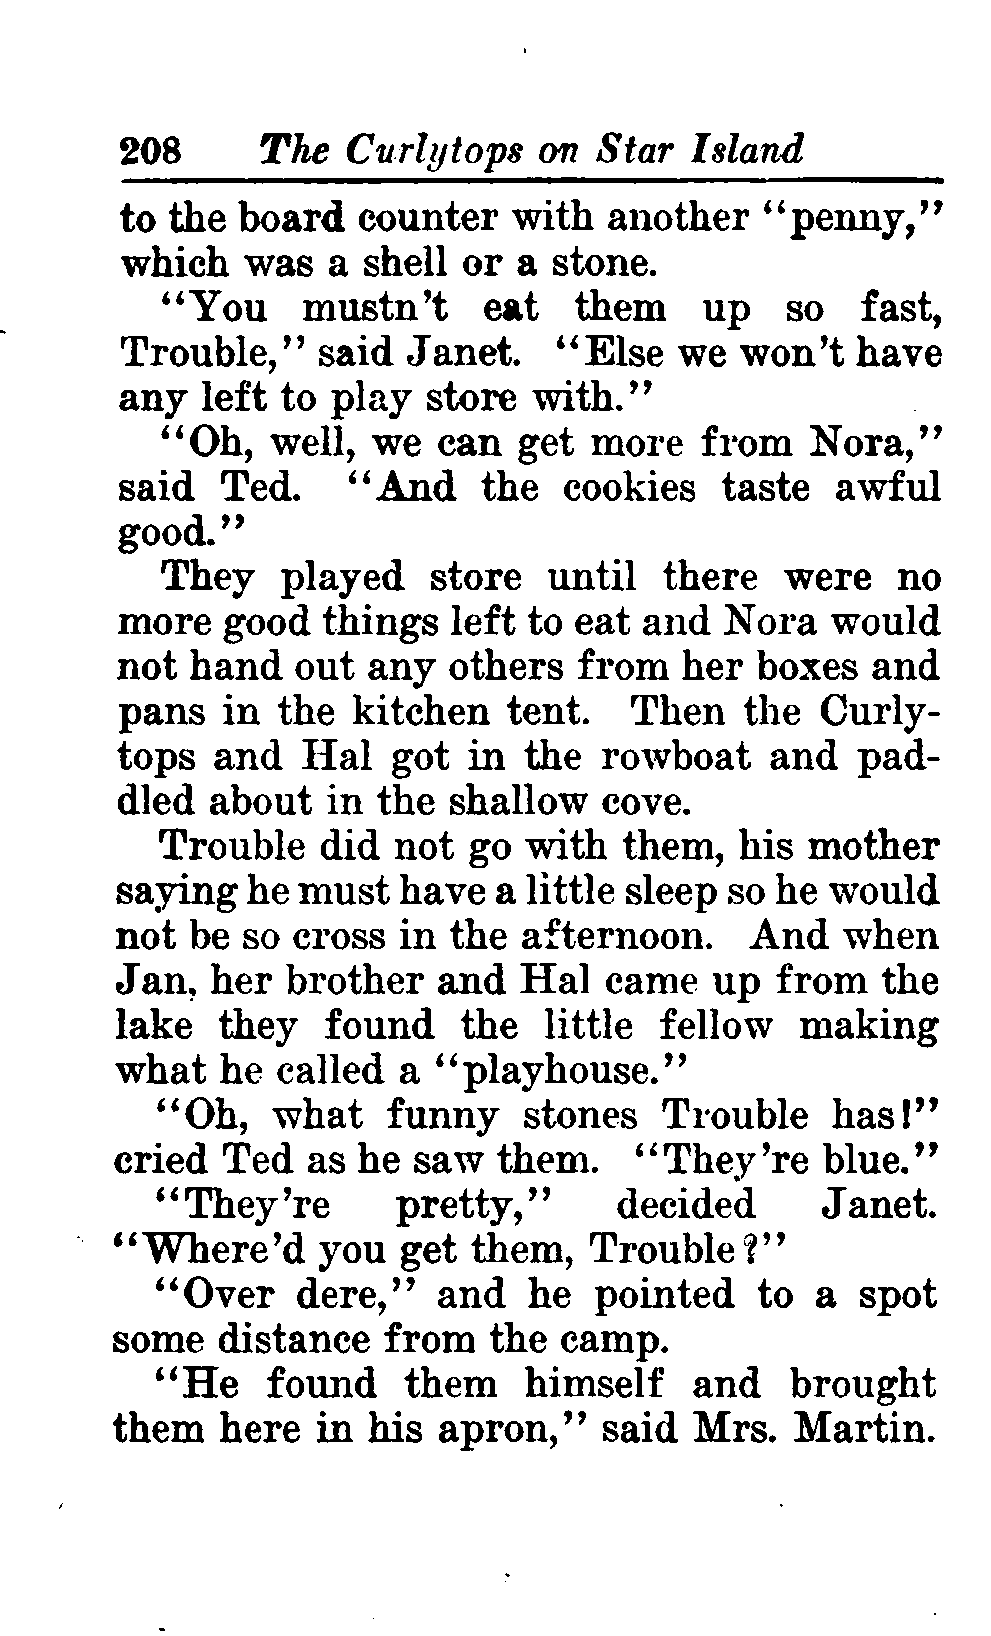 208 The Curlytops on Star Island
to the board counter with another "penny,"
which was a shell or a stone.
"You mustn't eat them up so fast,
Trouble," said Janet. "Else we won't have
any left to play store with."
"Oh, well, we can get more from Nora,"
said Ted. "And the cookies taste awful
good."
They played store until there were no
more good things left to eat and Nora would
not hand out any others from her boxes and
pans in the kitchen tent. Then the Curly-
tops and Hal got in the rowboat and pad-
dled about in the shallow cove.
Trouble did not go with them, his mother
saying he must have a little sleep so he would
not be so cross in the afternoon. And when
Jan, her brother and Hal came up from the
lake they found the little fellow making
what he called a "playhouse."
"Oh, what funny stones Trouble has!"
cried Ted as he saw them. "They're blue."
"They're pretty," decided Janet.
"Where'd you get them, Trouble?"
"Over dere," and he pointed to a spot
some distance from the camp.
"He found them himself and brought
them here in his apron," said Mrs. Martin.